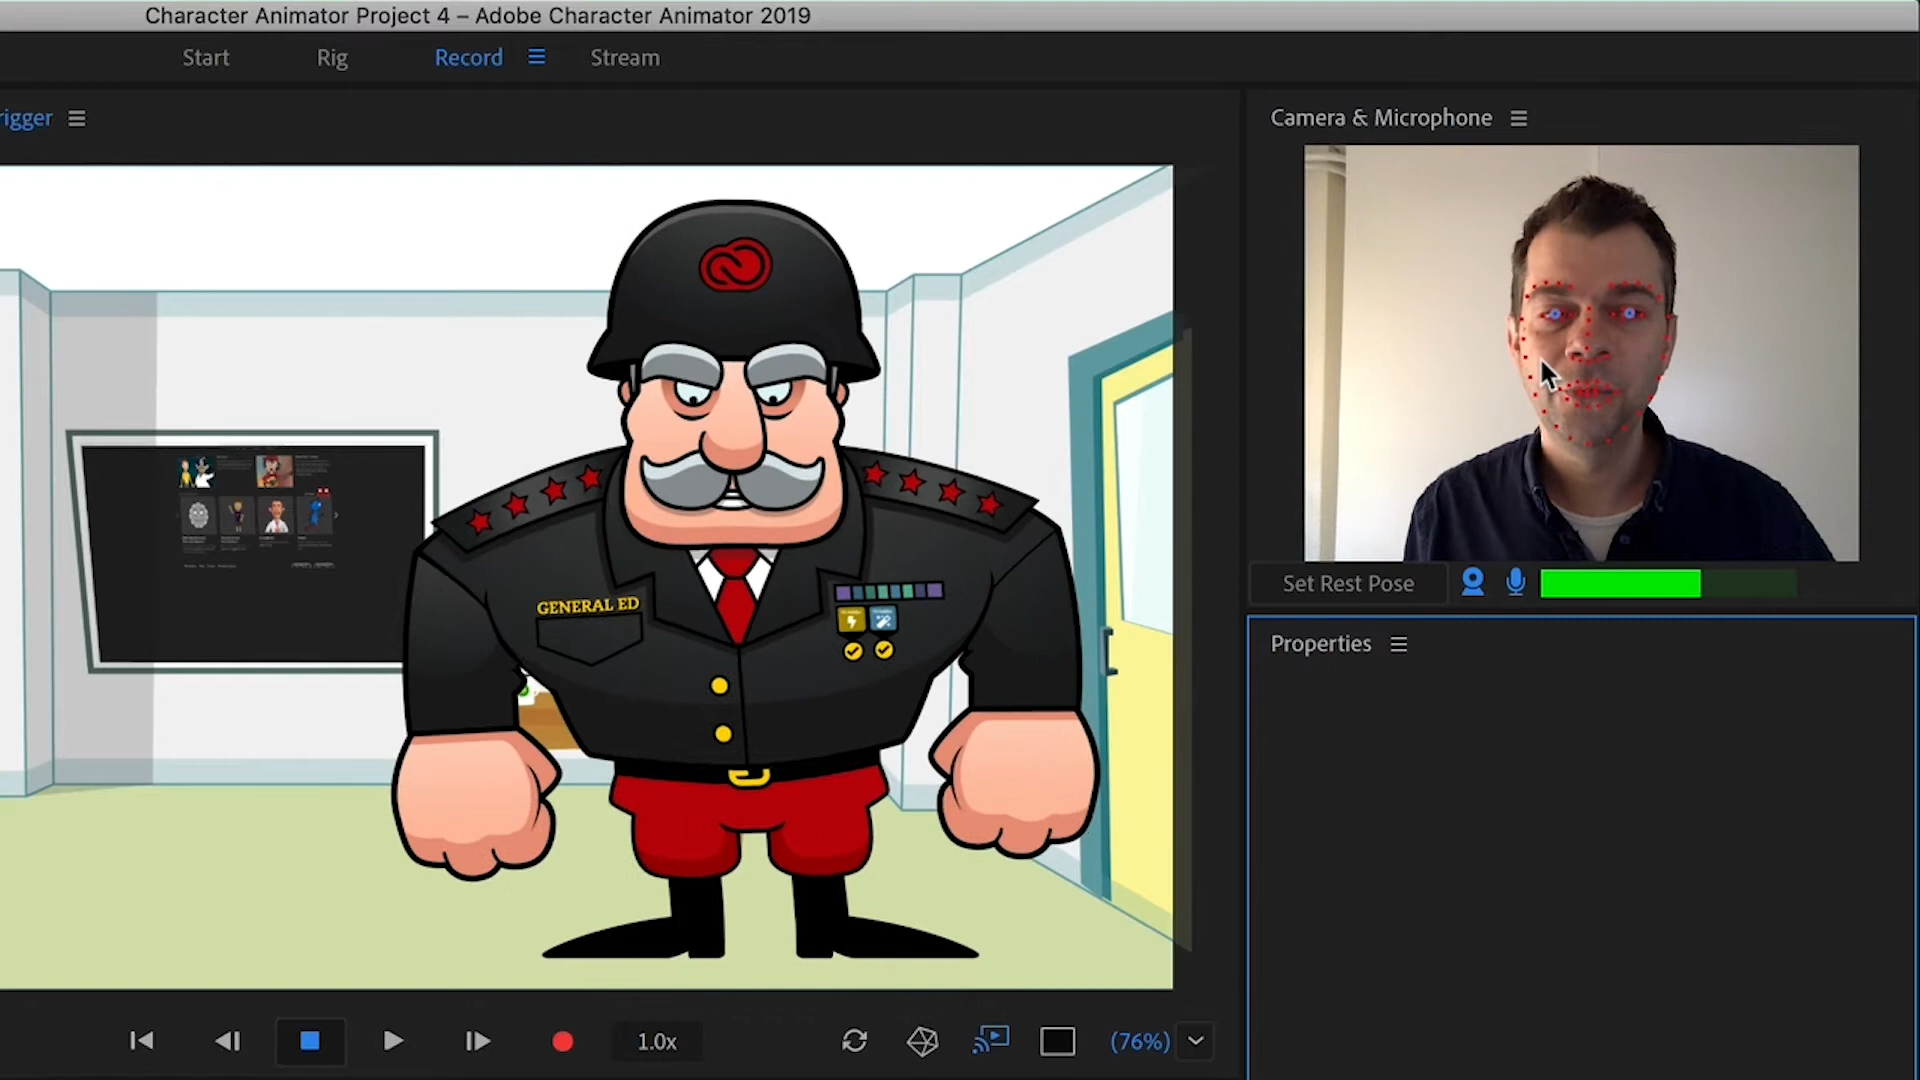 Character Animator Project 4 – Adobe Character Animator 2019
Start Rig Record Stream
rigger
Camera & Microphone
GENERAL ED
Set Rest Pose
Properties
1.0x
(76%)